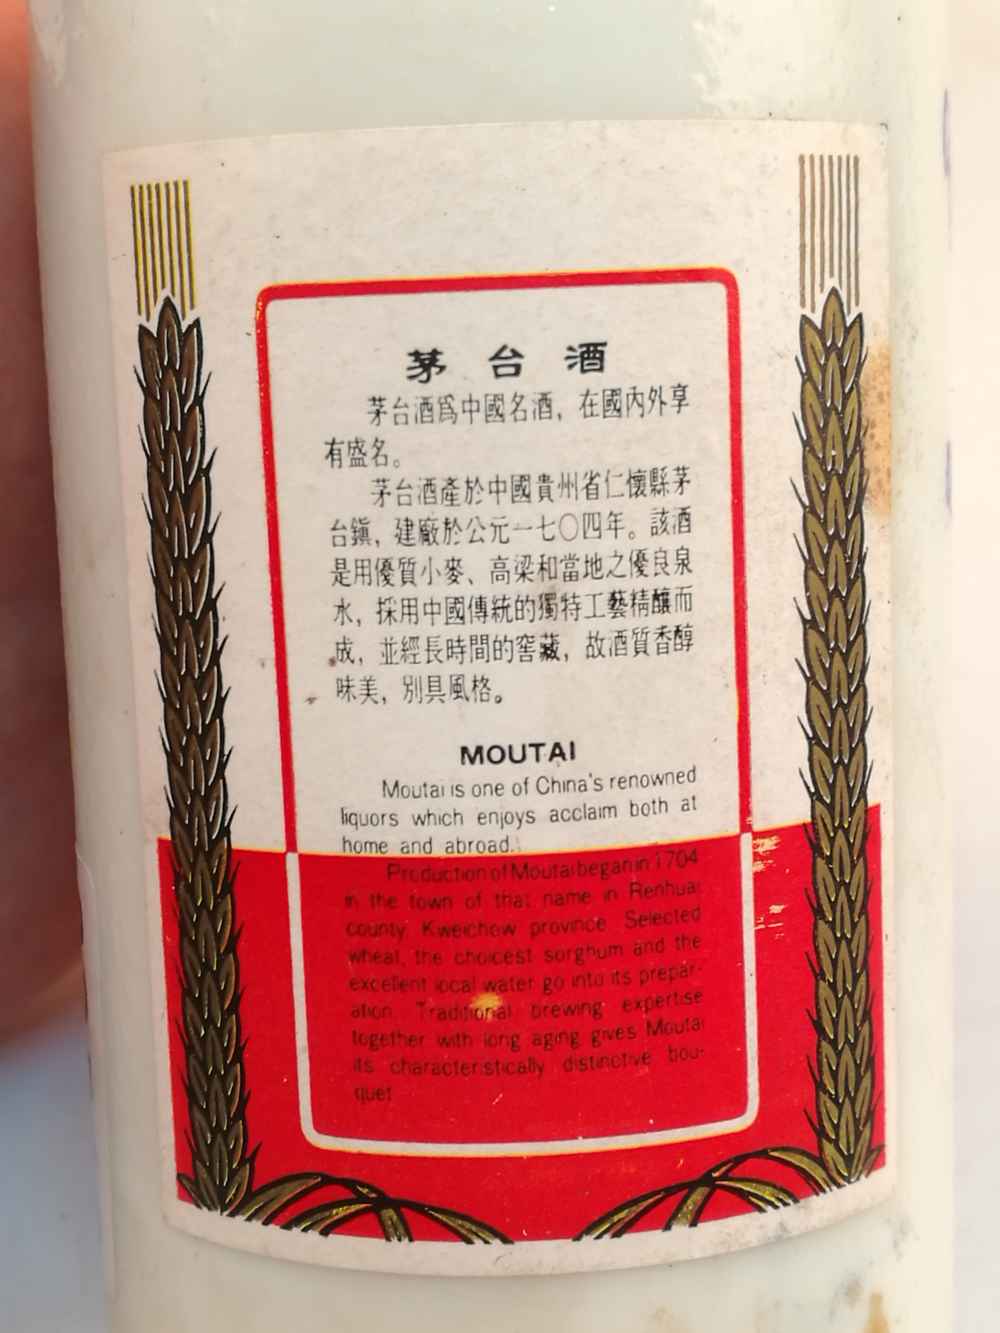 茅台酒
茅台酒爲中國名酒，在國內外享
有盛名。
茅台酒產於中國貴州省仁懷縣茅
台鎮，建廠於公元一七〇四年。該酒
是用優質小麥、高梁和當地之優良泉
水，採用中國傳統的獨特工藝精釀而
成，並經長時間的窖藏，故酒質香醇
味美，別具風格。
MOUTAI
Moutai is one of China's renowned
liquors which enjoys acclaim both at
home and abroad.
Production of Moutai began in 1704
in the town of that name in Renhuai
county Kweichow province Selected
wheat, the choicest sorghum and the
excellent local water go into its prepar-
ation Traditional brewing expertise
together with long aging gives Moutai
its characteristically distinctive bou-
quet